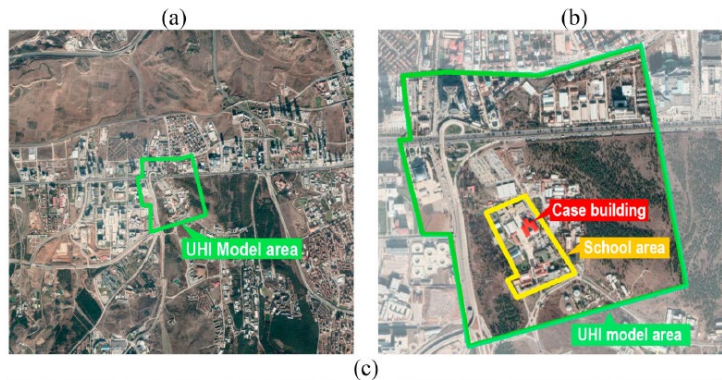 (a)
(b)
UHI Model area
Case building
School area
UHI model area
(c)